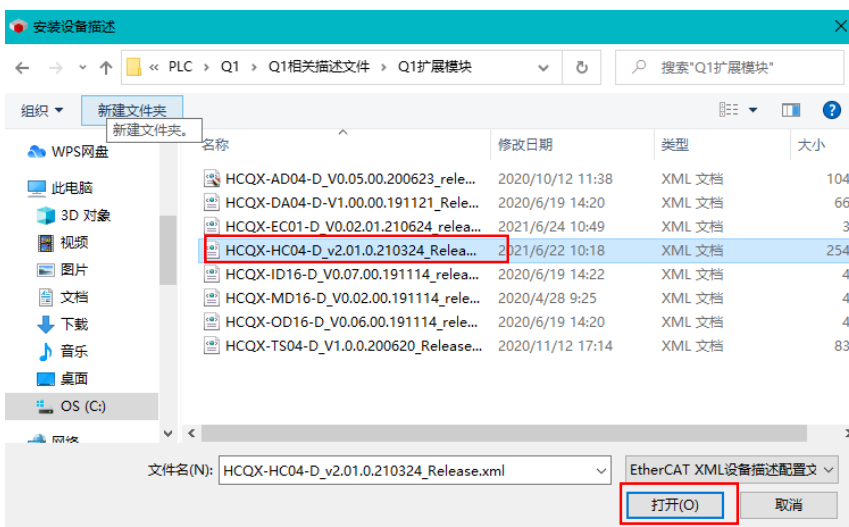 安装设备描述
« PLC › Q1 › Q1相关描述文件 › Q1扩展模块
搜索"Q1扩展模块"
组织 新建文件夹
新建文件夹。
名称 修改日期 类型 大小
WPS网盘
此电脑
3D 对象
视频
图片
文档
下载
音乐
桌面
OS (C:)
网络
HCQX-AD04-D_V0.05.00.200623_rele... 2020/10/12 11:38 XML 文档 104
HCQX-DA04-D-V1.00.00.191121_Rele... 2020/6/19 14:20 XML 文档 66
HCQX-EC01-D_V0.02.01.210624_relea... 2021/6/24 10:49 XML 文档 3
HCQX-HC04-D_v2.01.0.210324_Relea... 2021/6/22 10:18 XML 文档 254
HCQX-ID16-D_V0.07.00.191114_relea... 2020/6/19 14:22 XML 文档 4
HCQX-MD16-D_V0.02.00.191114_rele... 2020/4/28 9:25 XML 文档 4
HCQX-OD16-D_V0.06.00.191114_rele... 2020/6/19 14:20 XML 文档 4
HCQX-TS04-D_V1.0.0.200620_Release... 2020/11/12 17:14 XML 文档 83
文件名(N): HCQX-HC04-D_v2.01.0.210324_Release.xml EtherCAT XML设备描述配置文
打开(O) 取消